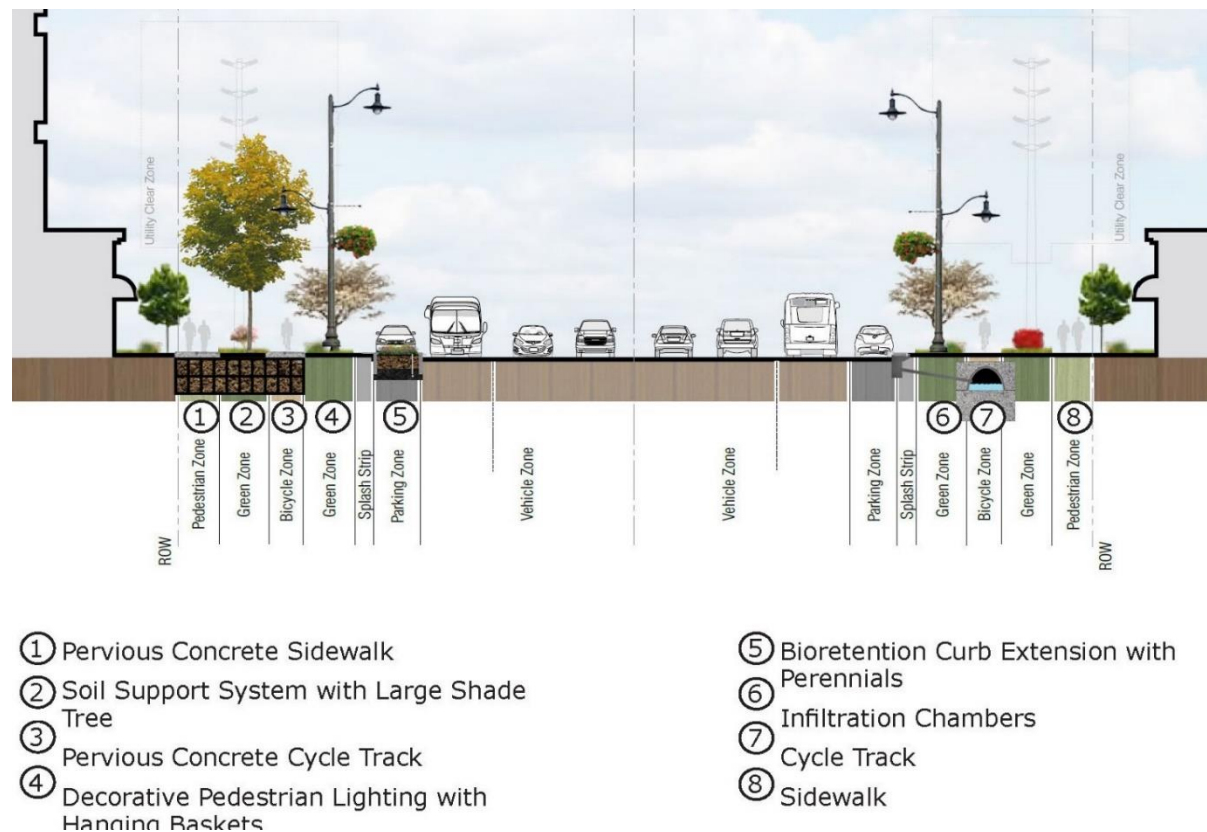 Utility Clear Zone
Utility Clear Zone
1
2
3
4
5
6
7
8
ROW
Pedestrian Zone
Green Zone
Bicycle Zone
Green Zone
Splash Strip
Parking Zone
Vehicle Zone
Vehicle Zone
Parking Zone
Splash Strip
Green Zone
Bicycle Zone
Green Zone
Pedestrian Zone
ROW
1 Pervious Concrete Sidewalk
2 Soil Support System with Large Shade
Tree
3 Pervious Concrete Cycle Track
4 Decorative Pedestrian Lighting with
Hanging Baskets
5 Bioretention Curb Extension with
Perennials
6 Infiltration Chambers
7 Cycle Track
8 Sidewalk